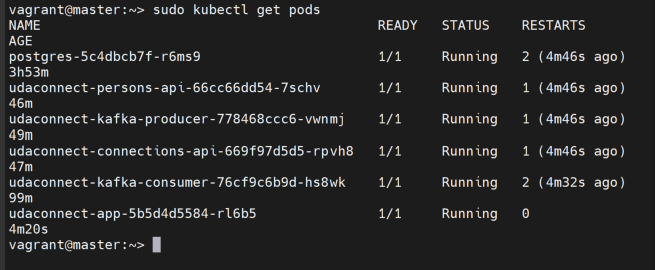 vagrant@master:~> sudo kubectl get pods
NAME READY STATUS RESTARTS
AGE
postgres-5c4dbcb7f-r6ms9 1/1 Running 2 (4m46s ago)
3h53m
udaconnect-persons-api-66cc66dd54-7schv 1/1 Running 1 (4m46s ago)
46m
udaconnect-kafka-producer-778468ccc6-vwnmj 1/1 Running 1 (4m46s ago)
49m
udaconnect-connections-api-669f97d5d5-rpvh8 1/1 Running 1 (4m46s ago)
47m
udaconnect-kafka-consumer-76cf9c6b9d-hs8wk 1/1 Running 2 (4m32s ago)
99m
udaconnect-app-5b5d4d5584-rl6b5 1/1 Running 0
4m20s
vagrant@master:~>